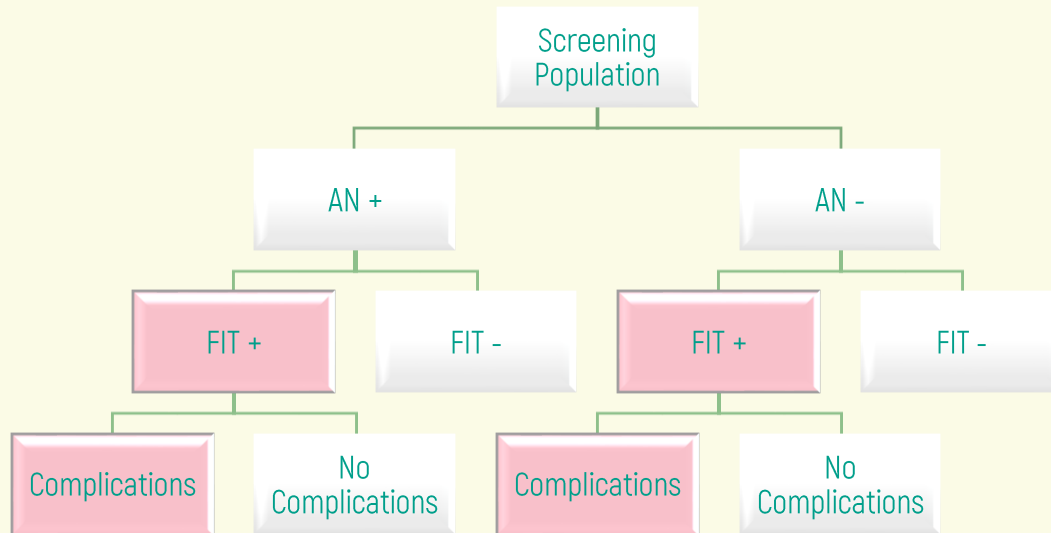 Screening
Population
AN +
AN -
FIT +
FIT -
FIT +
FIT -
Complications
No
Complications
Complications
No
Complications